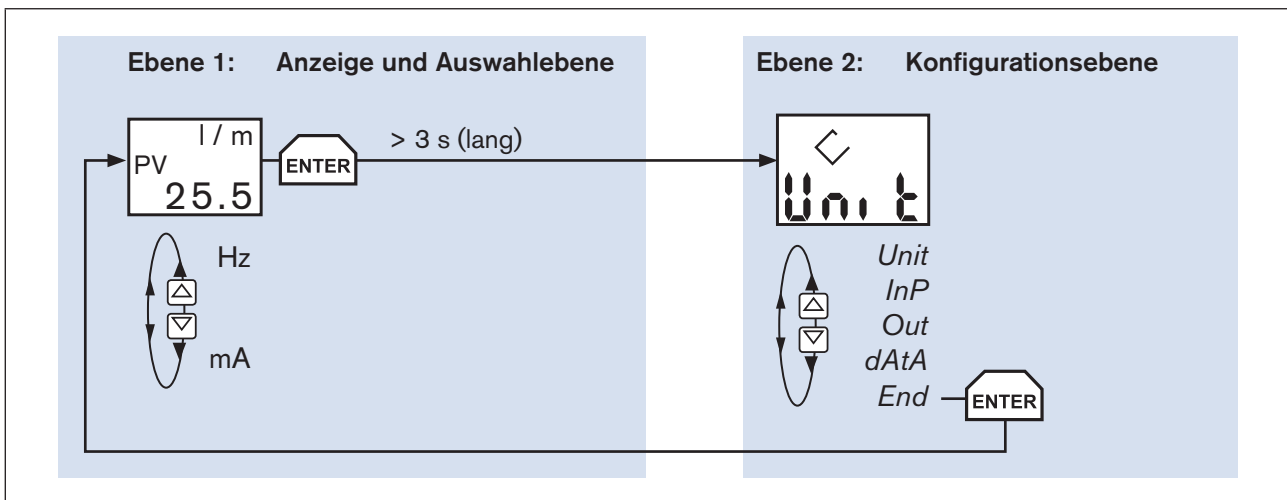 Ebene 1: Anzeige und Auswahlebene
l / m
PV
25.5
ENTER
> 3 s (lang)
Hz
mA
Ebene 2: Konfigurationsebene
Unit
Unit
InP
Out
dAtA
End
ENTER